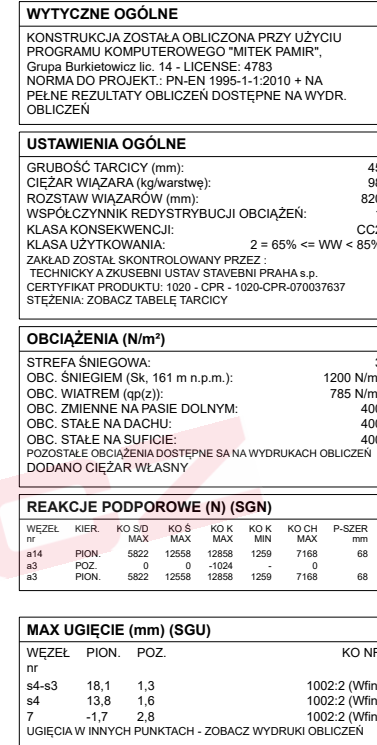 WYTYCZNE OGÓLNE
KONSTRUKCJA ZOSTAŁA OBLICZONA PRZY UŻYCIU
PROGRAMU KOMPUTEROWEGO "MITEK PAMIR",
Grupa Burkietowicz lic. 14 - LICENSE: 4783
NORMA DO PROJEKT.: PN-EN 1995-1-1:2010 + NA
PEŁNE REZULTATY OBLICZEŃ DOSTĘPNE NA WYDR.
OBLICZEŃ
USTAWIENIA OGÓLNE
GRUBOŚĆ TARCICY (mm): 45
CIĘŻAR WIĄZARA (kg/warstwę): 98
ROZSTAW WIĄZARÓW (mm): 820
WSPÓŁCZYNNIK REDYSTRYBUCJI OBCIĄŻEŃ:
KLASA KONSEKWENCJI: CC2
KLASA UŻYTKOWANIA: 2 = 65% <= WW < 85%
ZAKŁAD ZOSTAŁ SKONTROLOWANY PRZEZ :
TECHNICKY A ZKUSEBNI USTAV STAVEBNI PRAHA s.p.
CERTYFIKAT PRODUKTU: 1020 - CPR - 1020-CPR-070037637
STĘŻENIA: ZOBACZ TABELĘ TARCICY
OBCIĄŻENIA (N/m²)
STREFA ŚNIEGOWA: 3
OBC. ŚNIEGIEM (Sk, 161 m n.p.m.): 1200 N/m
OBC. WIATREM (qp(z)): 785 N/m
OBC. ZMIENNE NA PASIE DOLNYM: 400
OBC. STAŁE NA DACHU: 400
OBC. STAŁE NA SUFICIE: 400
POZOSTAŁE OBCIĄŻENIA DOSTĘPNE SA NA WYDRUKACH OBLICZEŃ
DODANO CIĘŻAR WŁASNY
REAKCJE PODPOROWE (N) (SGN)
WĘZEŁ KIER. KO S/D KO Ś KO K KO K KO CH P-SZER
nr MAX MAX MAX MIN MAX mm
a14 PION. 5822 12558 12858 1259 7168 68
a3 POZ. 0 0 -1024 - 0
a3 PION. 5822 12558 12858 1259 7168 68
MAX UGIĘCIE (mm) (SGU)
WĘZEŁ PION. POZ. KO NR
nr
s4-s3 18,1 1,3 1002:2 (Wfin
s4 13,8 1,6 1002:2 (Wfin
7 -1,7 2,8 1002:2 (Wfin
UGIĘCIA W INNYCH PUNKTACH - ZOBACZ WYDRUKI OBLICZEŃ